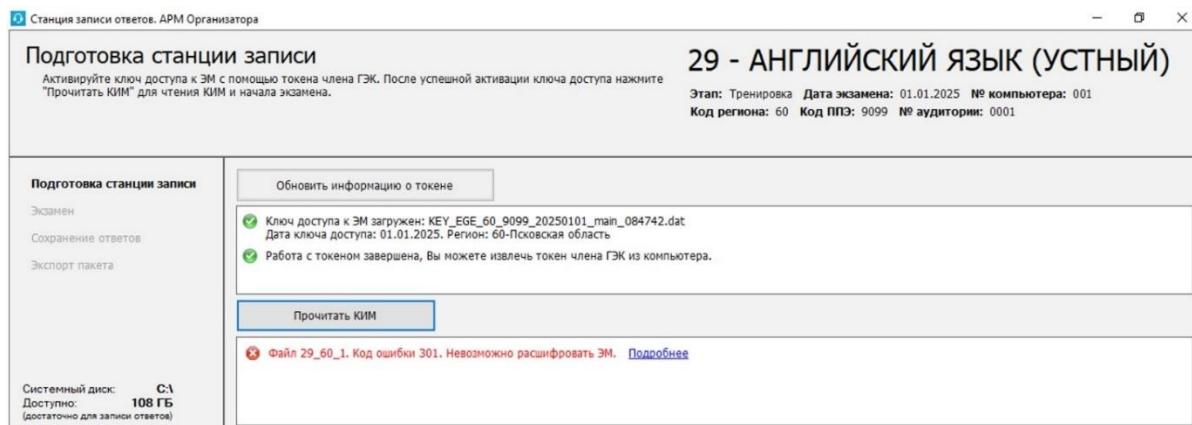 Станция записи ответов. АРМ Организатора
Подготовка станции записи
Активируйте ключ доступа к ЭМ с помощью токена члена ГЭК. После успешной активации ключа доступа нажмите
"Прочитать КИМ" для чтения КИМ и начала экзамена.
29 - АНГЛИЙСКИЙ ЯЗЫК (УСТНЫЙ)
Этап: Тренировка Дата экзамена: 01.01.2025 № компьютера: 001
Код региона: 60 Код ППЭ: 9099 № аудитории: 0001
Подготовка станции записи
Экзамен
Сохранение ответов
Экспорт пакета
Системный диск: C:\
Доступно: 108 ГБ
(достаточно для записи ответов)
Обновить информацию о токене
Ключ доступа к ЭМ загружен: KEY_EGE_60_9099_20250101_main_084742.dat
Дата ключа доступа: 01.01.2025. Регион: 60-Псковская область
Работа с токеном завершена, Вы можете извлечь токен члена ГЭК из компьютера.
Прочитать КИМ
Файл 29_60_1. Код ошибки 301. Невозможно расшифровать ЭМ. Подробнее